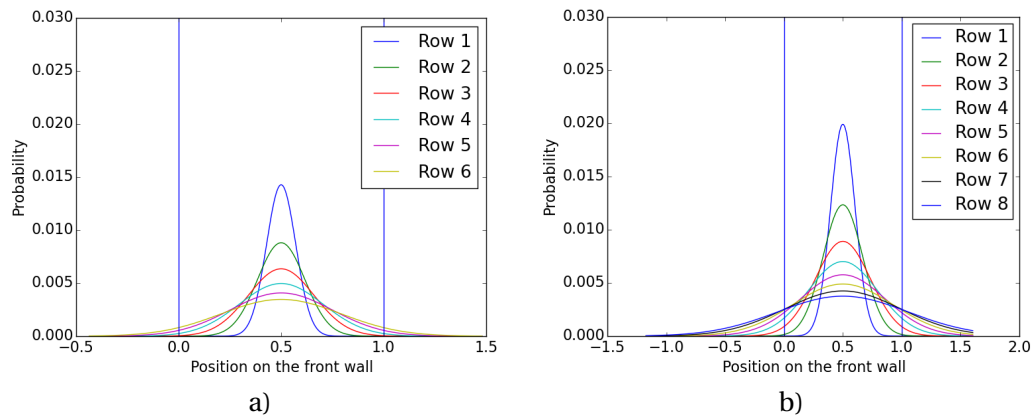 0.030
0.025
0.020
0.015
0.010
0.005
0.000
Probability
−0.5 0.0 0.5 1.0 1.5
Position on the front wall
Row 1
Row 2
Row 3
Row 4
Row 5
Row 6
a)
0.030
0.025
0.020
0.015
0.010
0.005
0.000
Probability
−1.5 −1.0 −0.5 0.0 0.5 1.0 1.5 2.0
Position on the front wall
Row 1
Row 2
Row 3
Row 4
Row 5
Row 6
Row 7
Row 8
b)